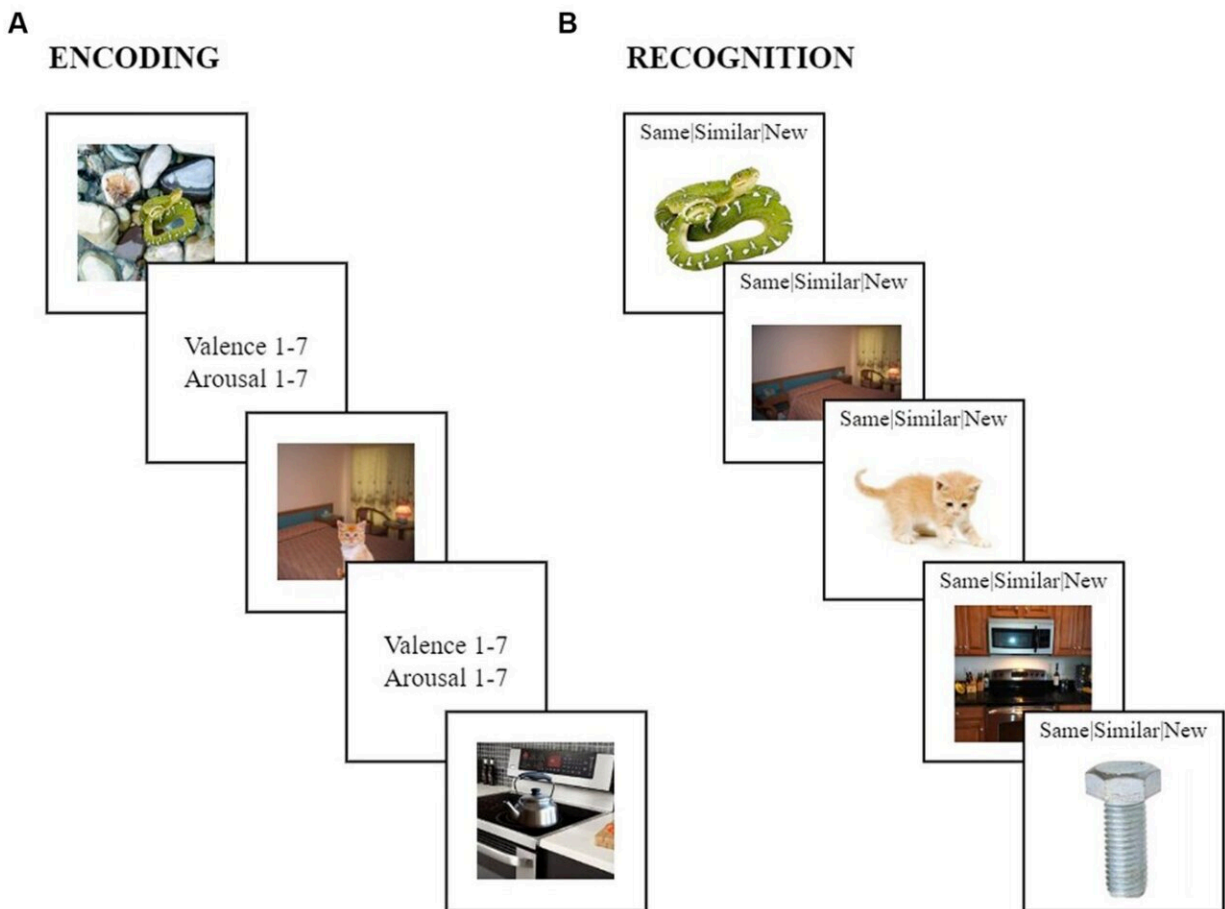 A
ENCODING
Valence 1-7
Arousal 1-7
Valence 1-7
Arousal 1-7
B
RECOGNITION
Same|Similar|New
Same|Similar|New
Same|Similar|New
Same|Similar|New
Same|Similar|New